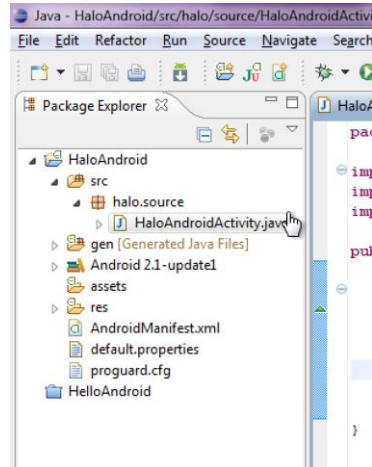 Java - HaloAndroid/src/halo/source/HaloAndroidActivi
File Edit Refactor Run Source Navigate Search
Package Explorer
HaloA
HaloAndroid
src
halo.source
HaloAndroidActivity.java
gen [Generated Java Files]
Android 2.1-update1
assets
res
AndroidManifest.xml
default.properties
proguard.cfg
HelloAndroid
pac
imp
imp
imp
pub
}